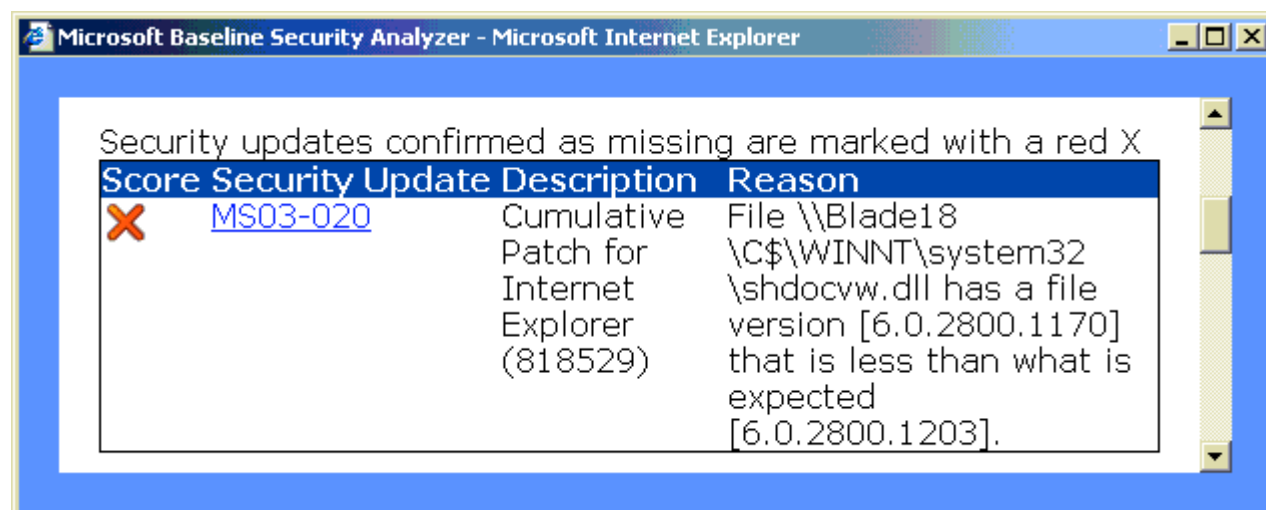 Microsoft Baseline Security Analyzer - Microsoft Internet Explorer
Security updates confirmed as missing are marked with a red X
Score Security Update Description Reason
MS03-020
Cumulative
Patch for
Internet
Explorer
(818529)
File \\Blade18
\C$\WINNT\system32
\shdocvw.dll has a file
version [6.0.2800.1170]
that is less than what is
expected
[6.0.2800.1203].